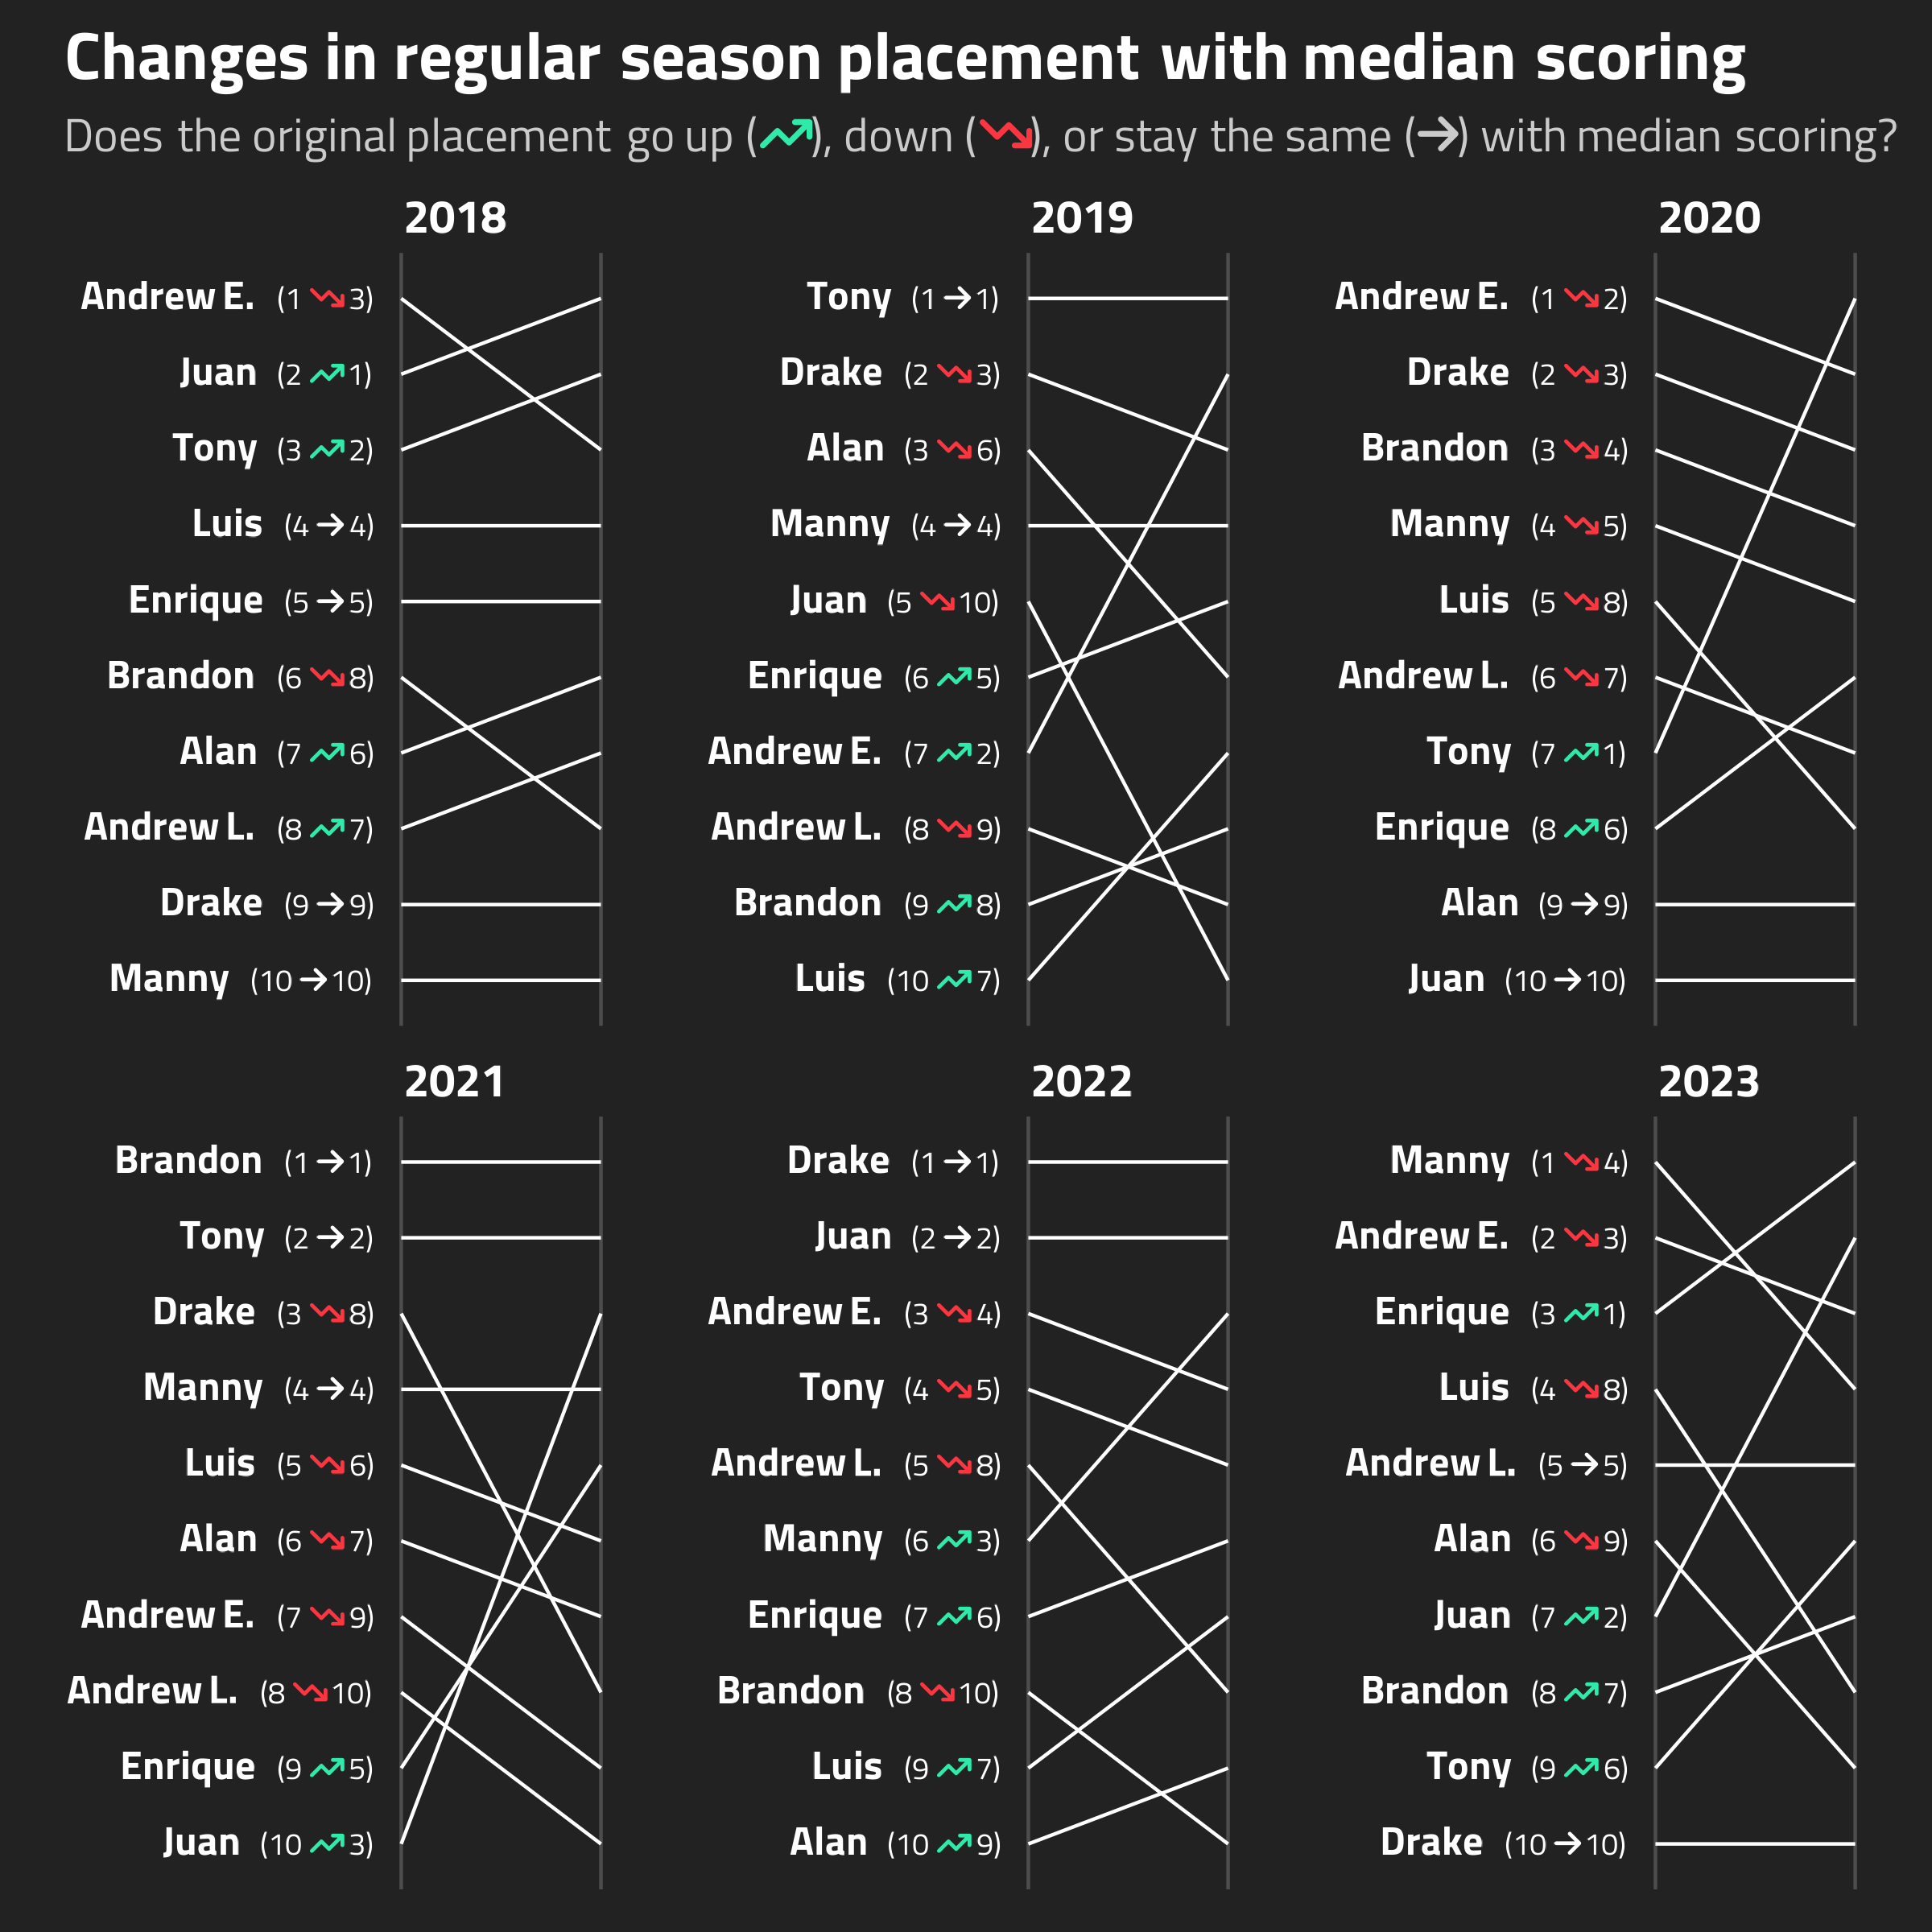 Changes in regular season placement with median scoring
Does the original placement go up (), down (), or stay the same (→) with median scoring?
2018
Andrew E. (1 3)
Juan (2 1)
Tony (3 2)
Luis (4 → 4)
Enrique (5 → 5)
Brandon (6 8)
Alan (7 6)
Andrew L. (8 7)
Drake (9 → 9)
Manny (10 → 10)
2019
Tony (1 → 1)
Drake (2 3)
Alan (3 6)
Manny (4 → 4)
Juan (5 10)
Enrique (6 5)
Andrew E. (7 2)
Andrew L. (8 9)
Brandon (9 8)
Luis (10 7)
2020
Andrew E. (1 2)
Drake (2 3)
Brandon (3 4)
Manny (4 5)
Luis (5 8)
Andrew L. (6 7)
Tony (7 1)
Enrique (8 6)
Alan (9 → 9)
Juan (10 → 10)
2021
Brandon (1 → 1)
Tony (2 → 2)
Drake (3 8)
Manny (4 → 4)
Luis (5 6)
Alan (6 7)
Andrew E. (7 9)
Andrew L. (8 10)
Enrique (9 5)
Juan (10 3)
2022
Drake (1 → 1)
Juan (2 → 2)
Andrew E. (3 4)
Tony (4 5)
Andrew L. (5 8)
Manny (6 3)
Enrique (7 6)
Brandon (8 10)
Luis (9 7)
Alan (10 9)
2023
Manny (1 4)
Andrew E. (2 3)
Enrique (3 1)
Luis (4 8)
Andrew L. (5 → 5)
Alan (6 9)
Juan (7 2)
Brandon (8 7)
Tony (9 6)
Drake (10 → 10)